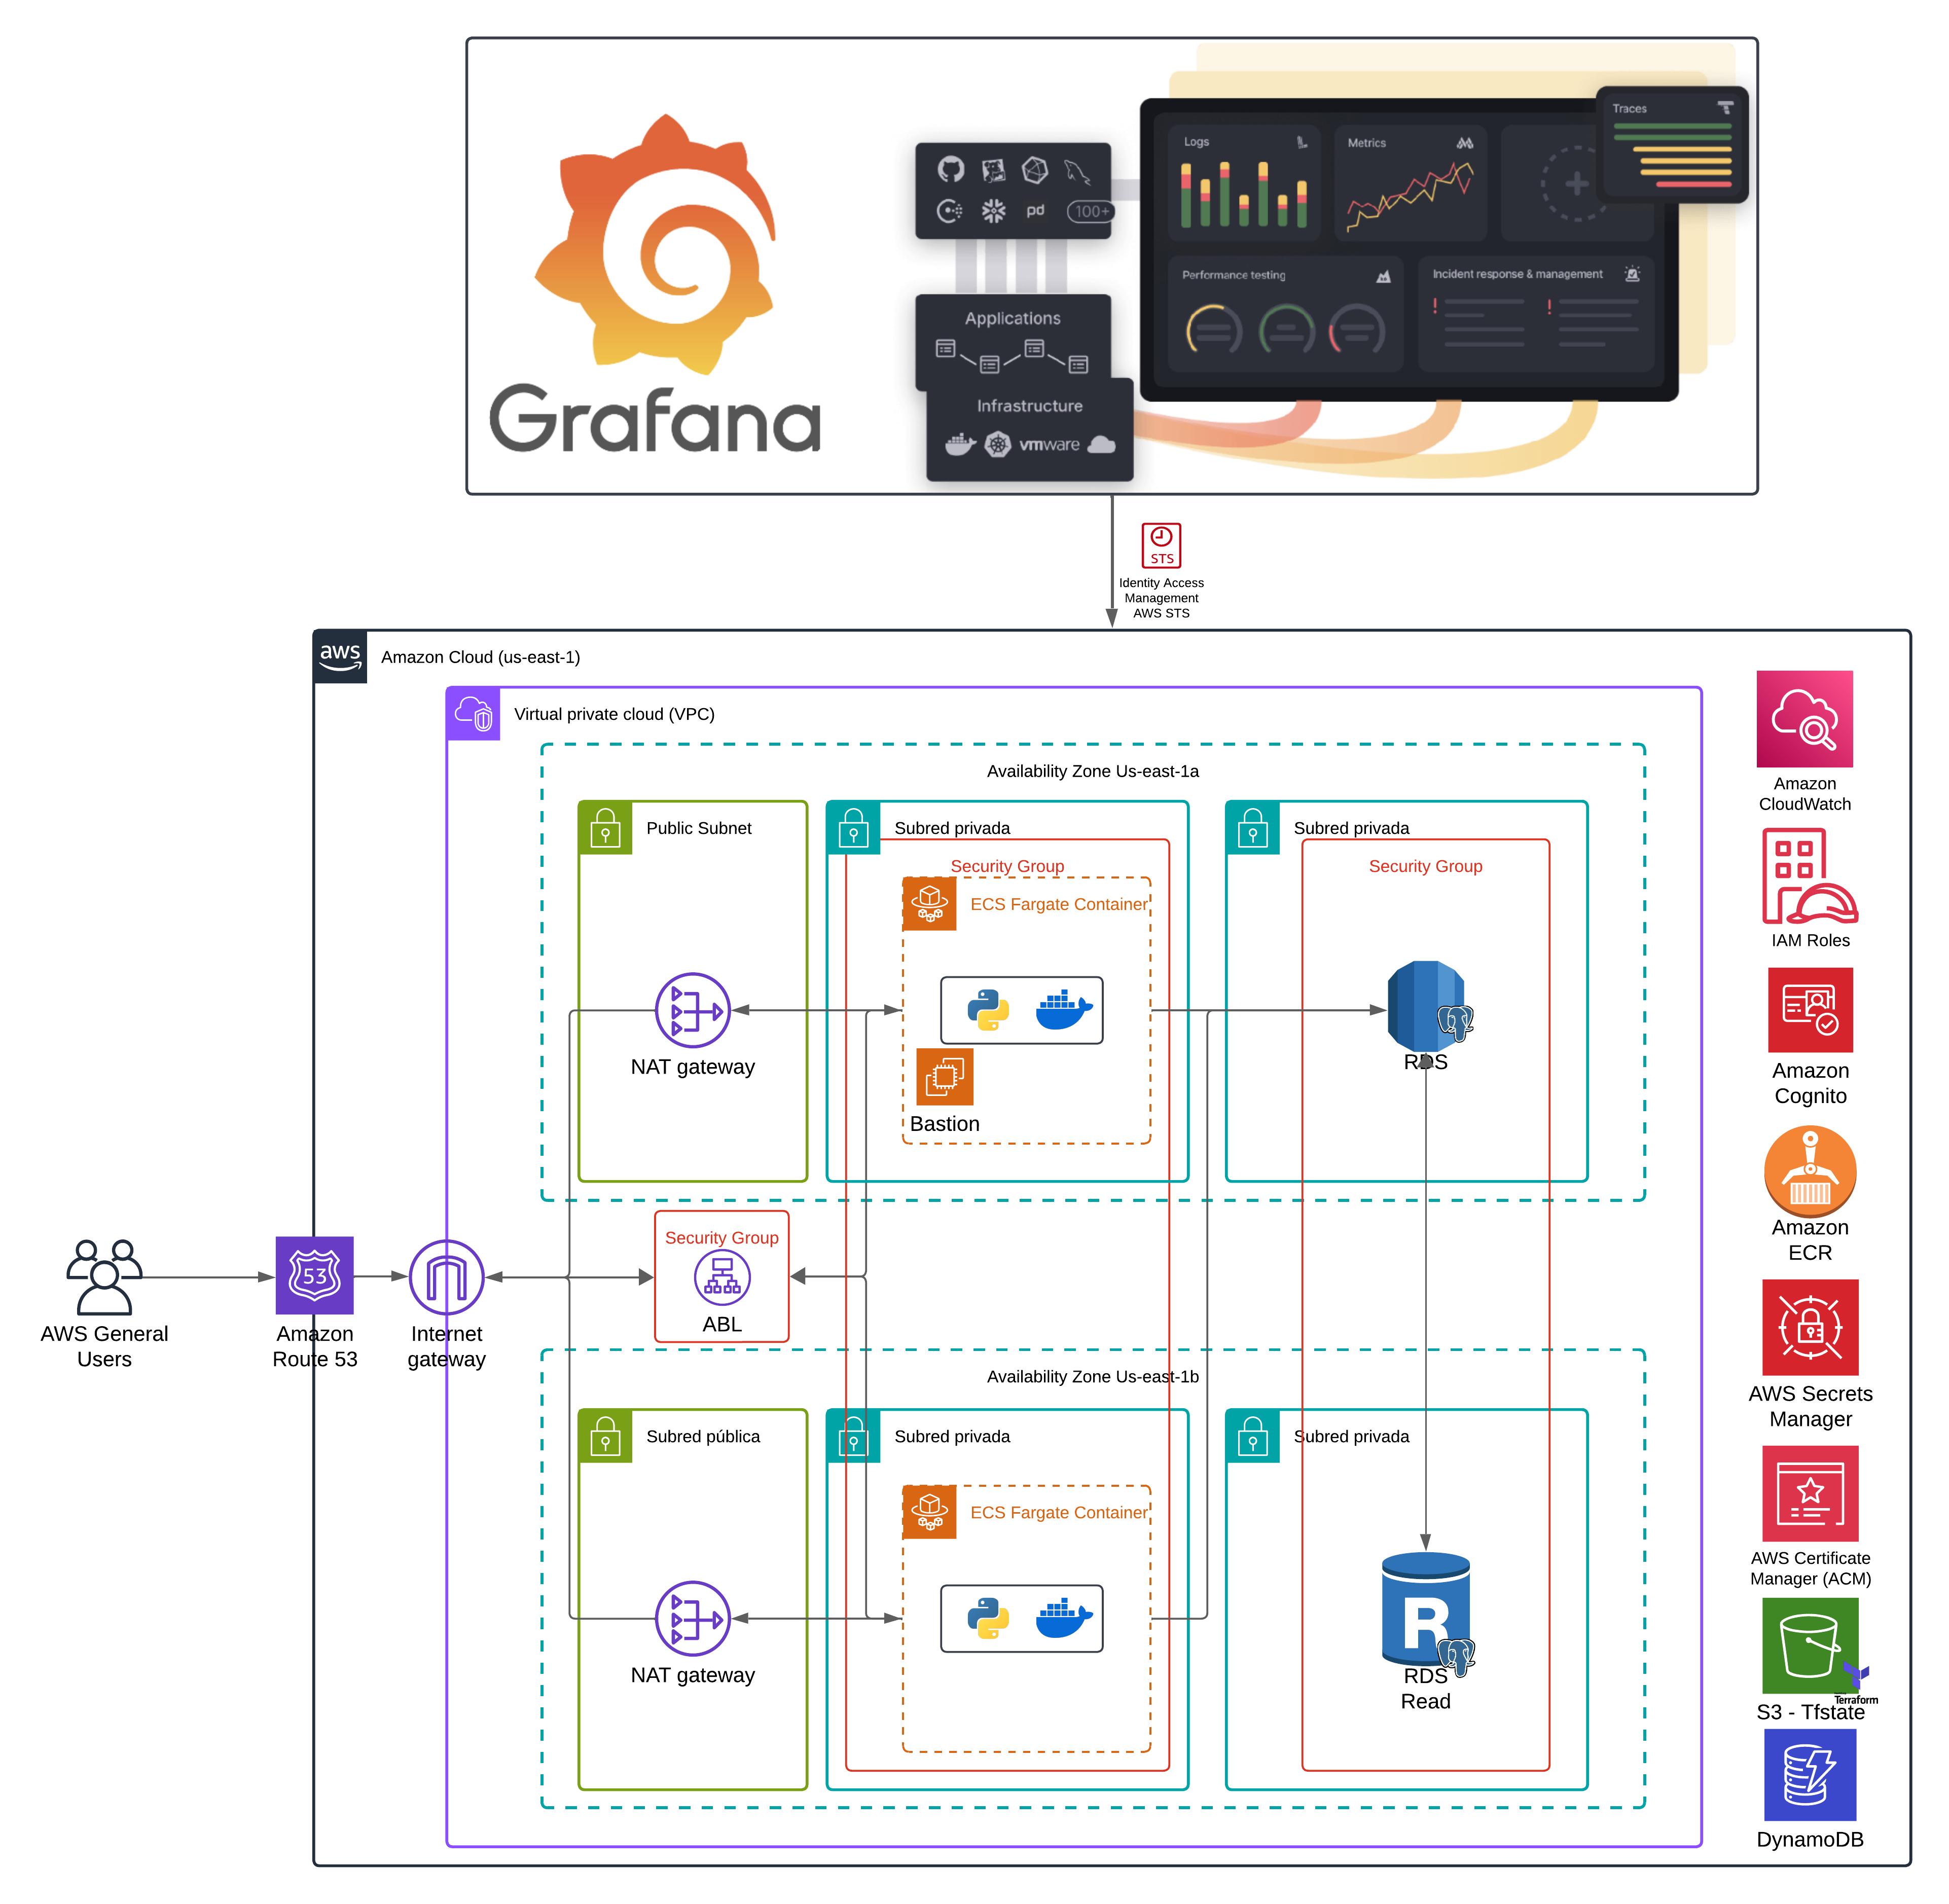 Grafana
pd
100+
Applications
Infrastructure
vmware
Logs
Metrics
Traces
Performance testing
Incident response & management
STS
Identity Access
Management
AWS STS
aws
Amazon Cloud (us-east-1)
Virtual private cloud (VPC)
Availability Zone Us-east-1a
Public Subnet
Subred privada
Subred privada
Security Group
Security Group
ECS Fargate Container
NAT gateway
Bastion
RDS
Security Group
ABL
AWS General
Users
53
Amazon
Route 53
Internet
gateway
Availability Zone Us-east-1b
Subred pública
Subred privada
Subred privada
ECS Fargate Container
NAT gateway
R
RDS
Read
Amazon
CloudWatch
IAM Roles
Amazon
Cognito
Amazon
ECR
AWS Secrets
Manager
AWS Certificate
Manager (ACM)
Terraform
S3 - Tfstate
DynamoDB